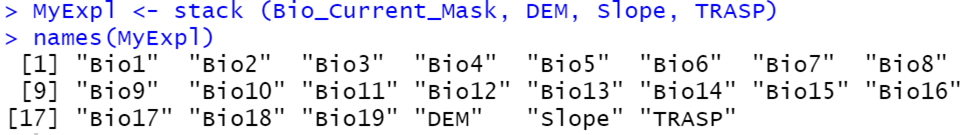 > MyExpl <- stack (Bio_Current_Mask, DEM, Slope, TRASP)
> names(MyExpl)
[1] "Bio1" "Bio2" "Bio3" "Bio4" "Bio5" "Bio6" "Bio7" "Bio8"
[9] "Bio9" "Bio10" "Bio11" "Bio12" "Bio13" "Bio14" "Bio15" "Bio16"
[17] "Bio17" "Bio18" "Bio19" "DEM" "Slope" "TRASP"